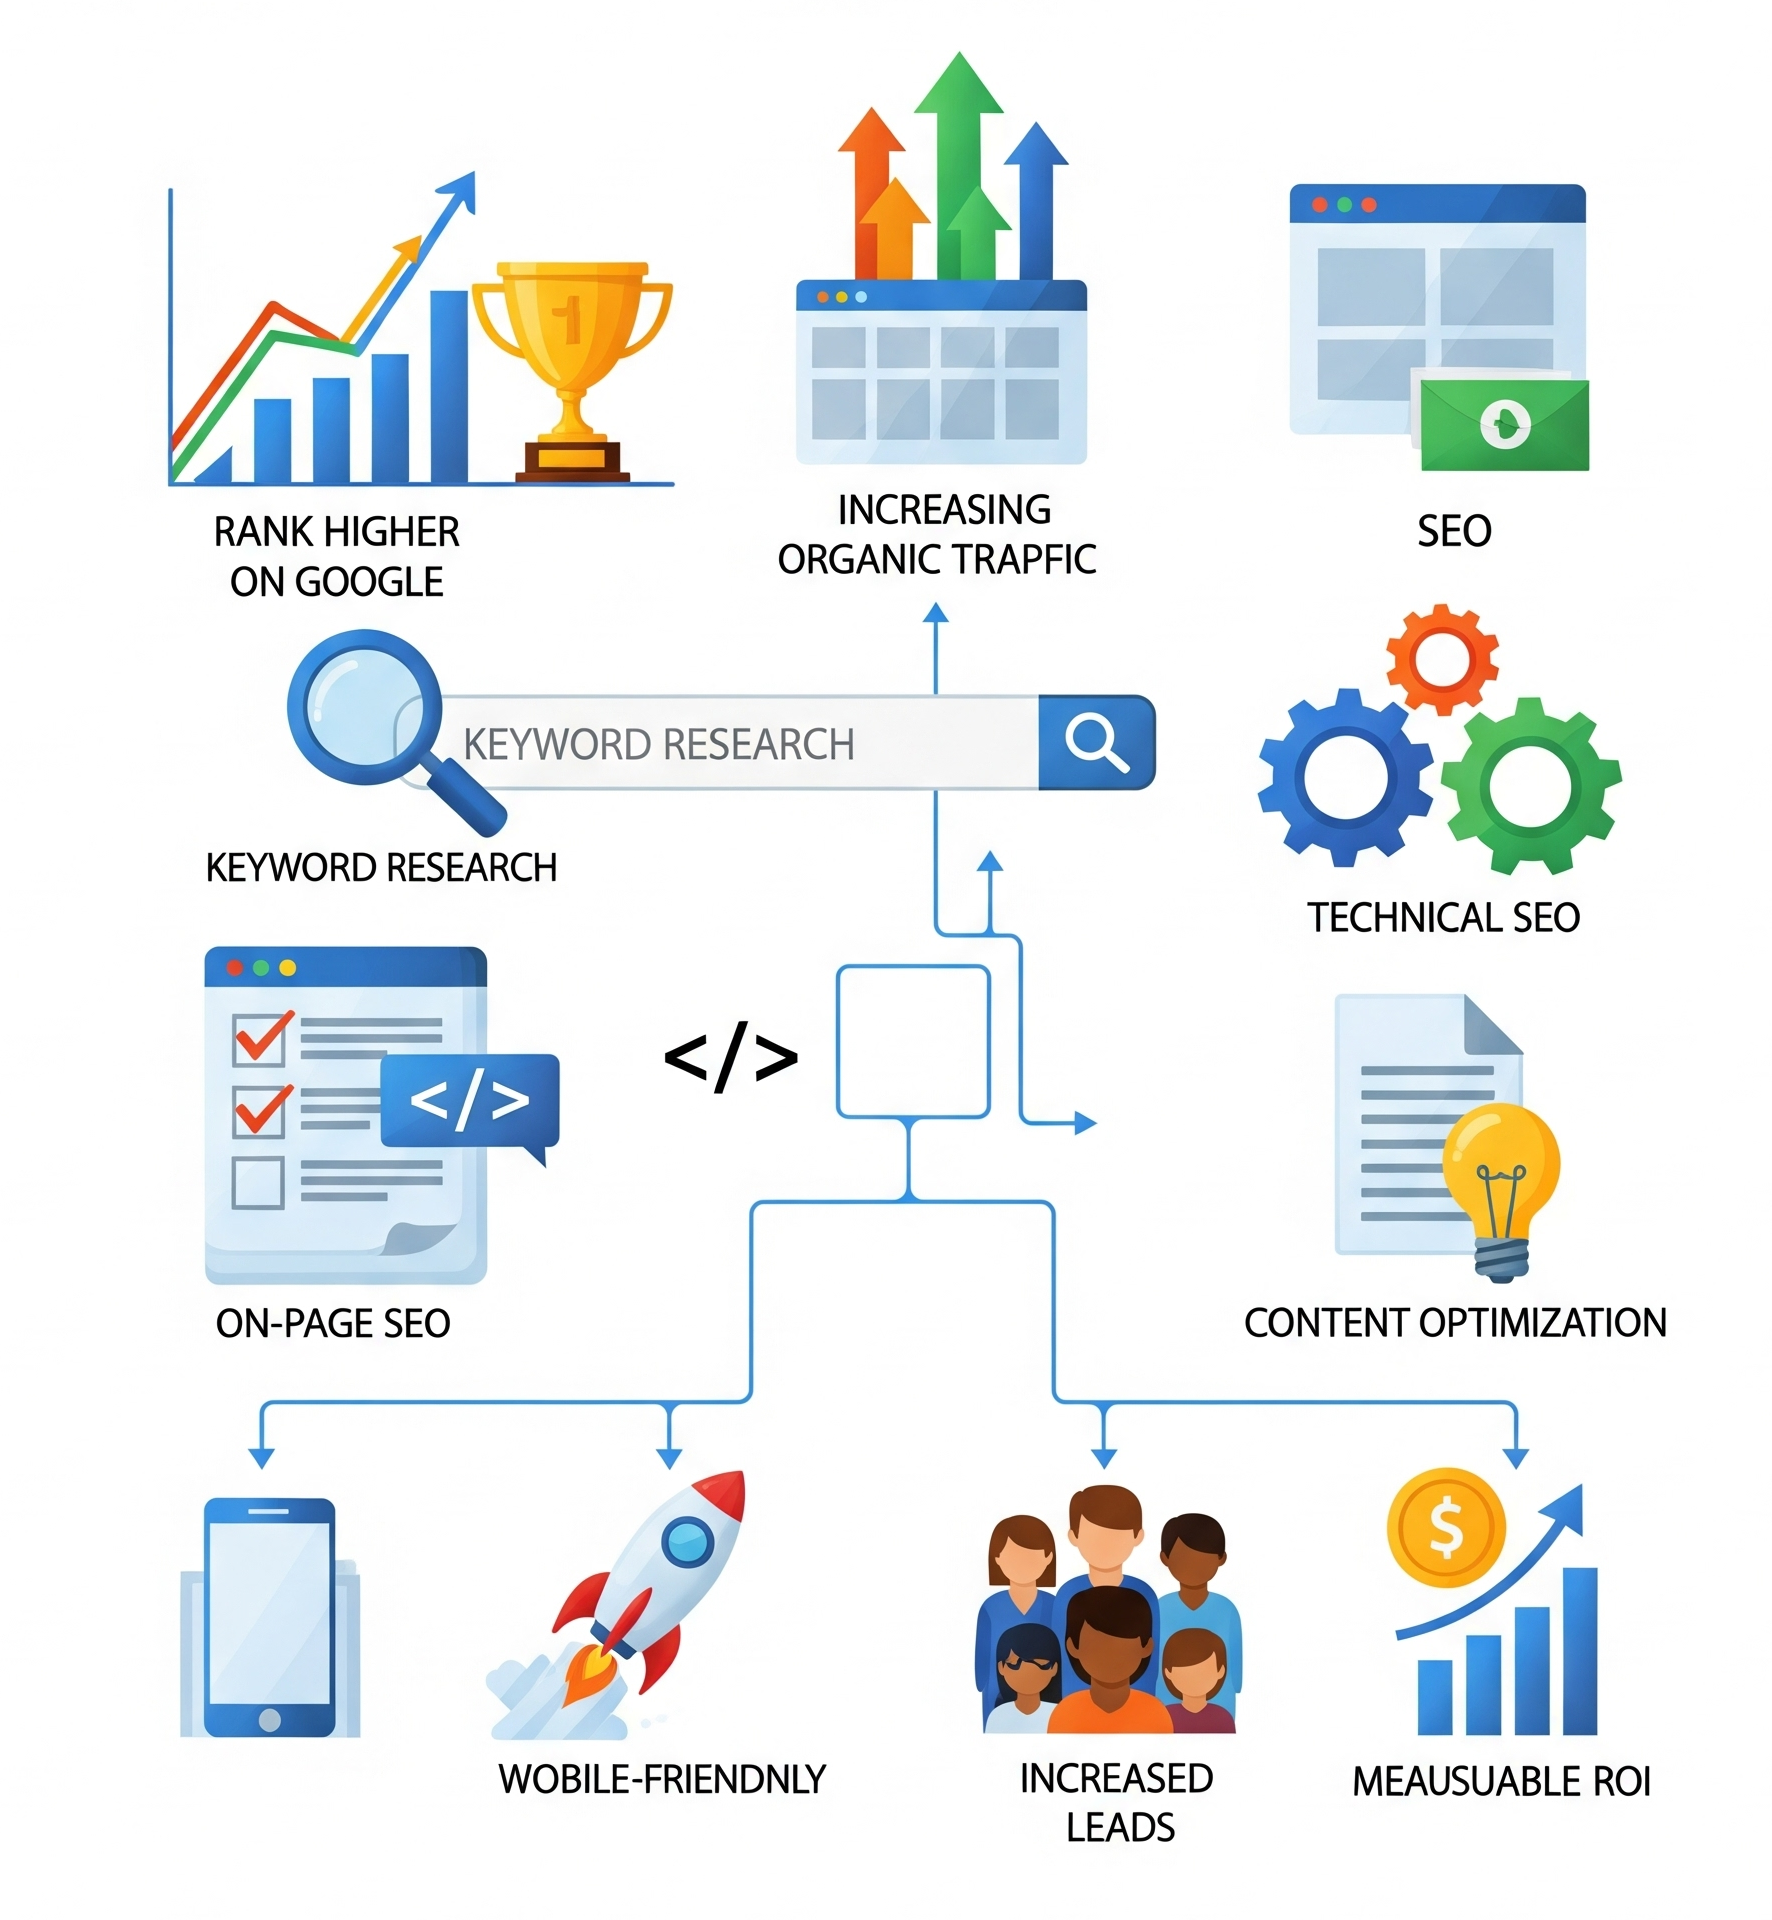 1
RANK HIGHER
ON GOOGLE
INCREASING
ORGANIC TRAPFIC
SEO
KEYWORD RESEARCH
KEYWORD RESEARCH
TECHNICAL SEO
</>
</>
ON-PAGE SEO
CONTENT OPTIMIZATION
$
WOBILE-FRIENDNLY
INCREASED
LEADS
MEAUSUABLE ROI